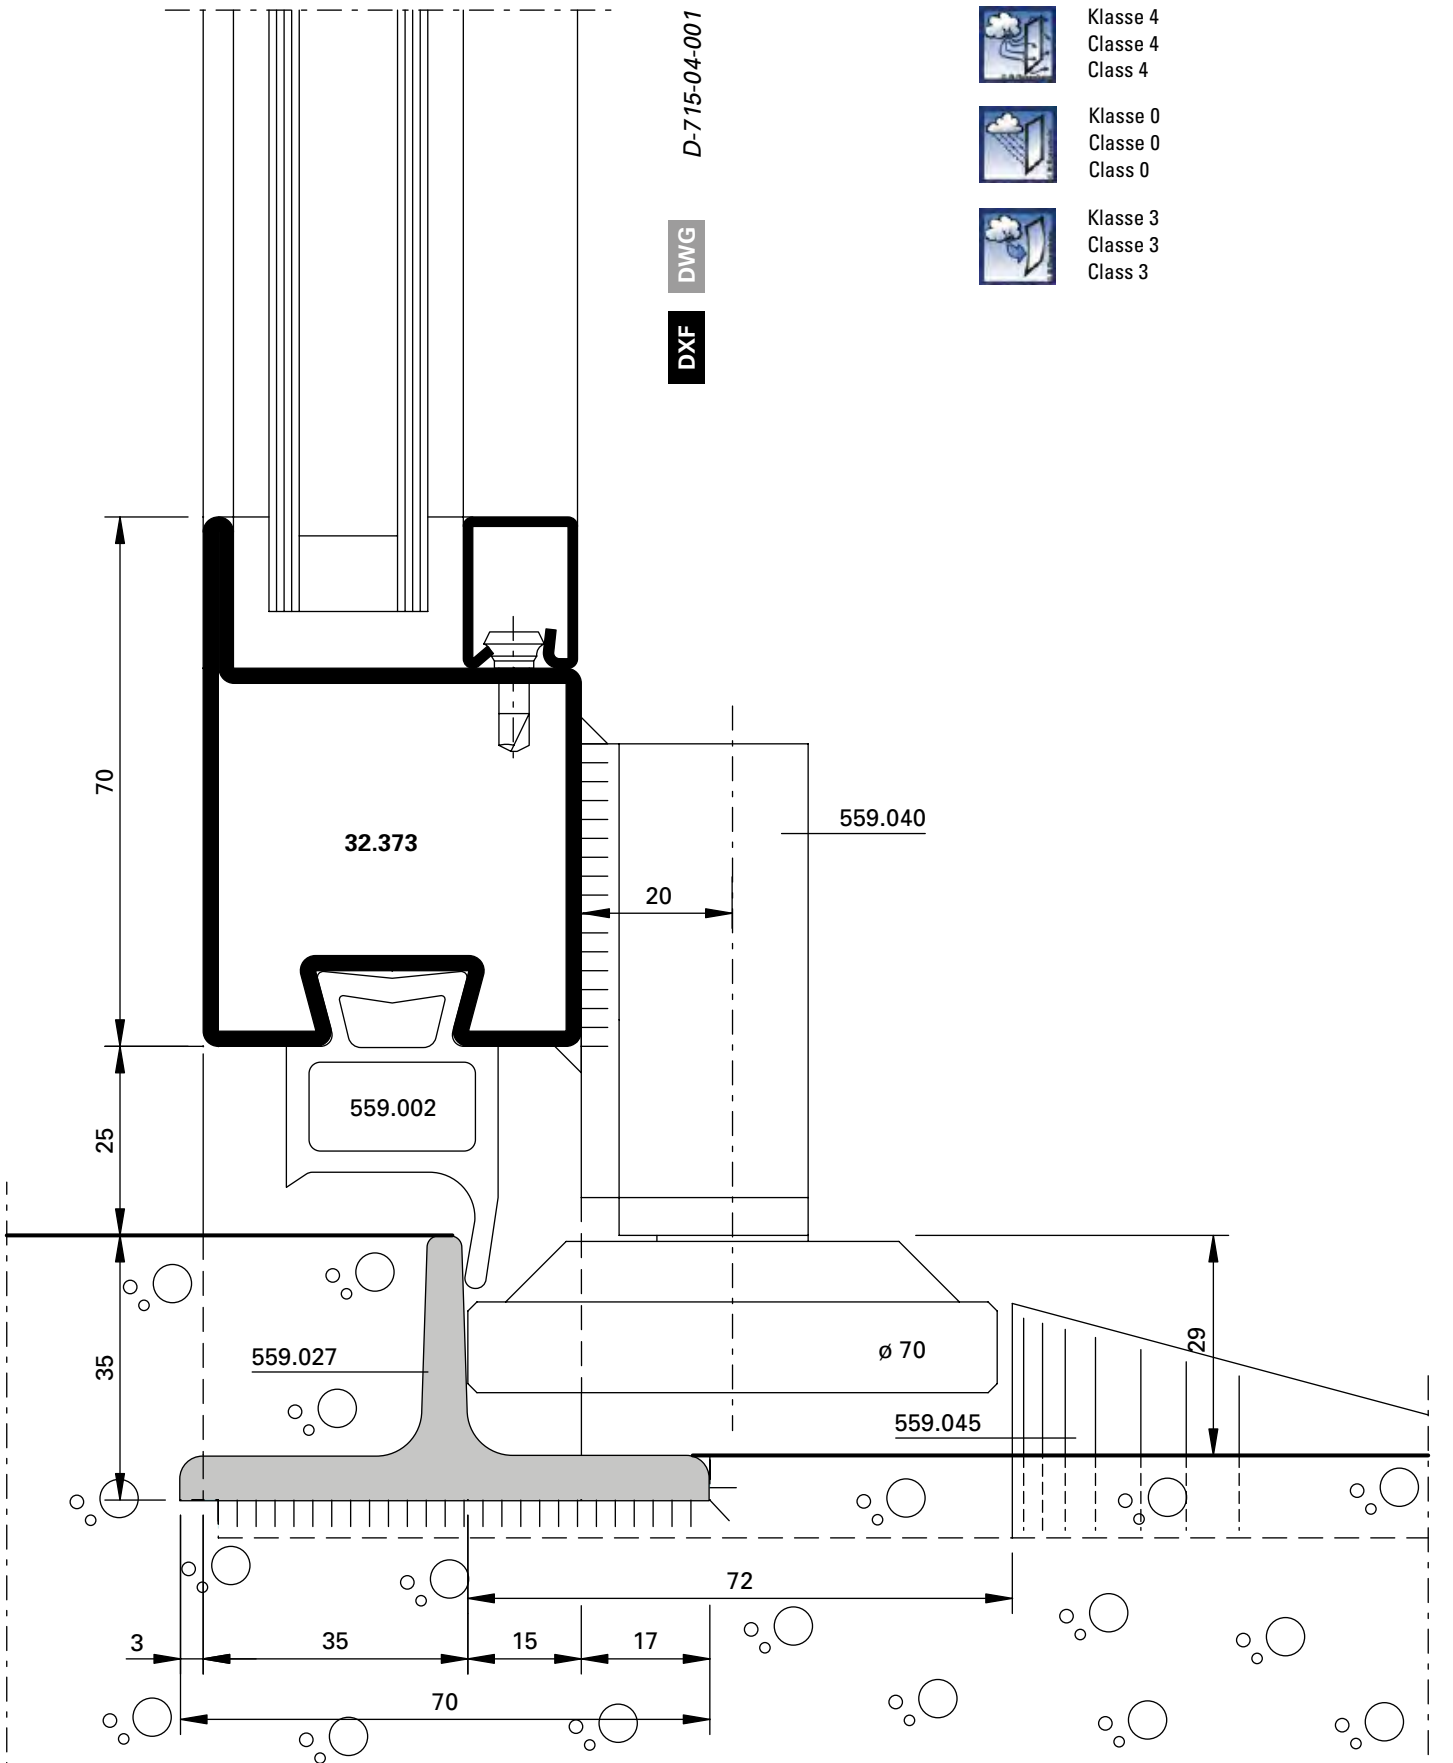 D-715-04-001
DWG
DXF
Klasse 4
Classe 4
Class 4
Klasse 0
Classe 0
Class 0
Klasse 3
Classe 3
Class 3
70
32.373
559.040
20
25
559.002
35
559.027
ø 70
29
559.045
72
3
35
15
17
70